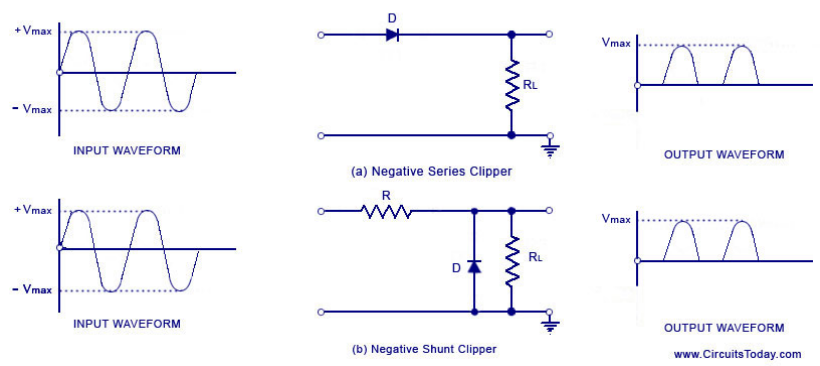 +Vmax
- Vmax
INPUT WAVEFORM
D
RL
(a) Negative Series Clipper
Vmax
OUTPUT WAVEFORM
+Vmax
- Vmax
INPUT WAVEFORM
R
D
RL
(b) Negative Shunt Clipper
Vmax
OUTPUT WAVEFORM
www.CircuitsToday.com